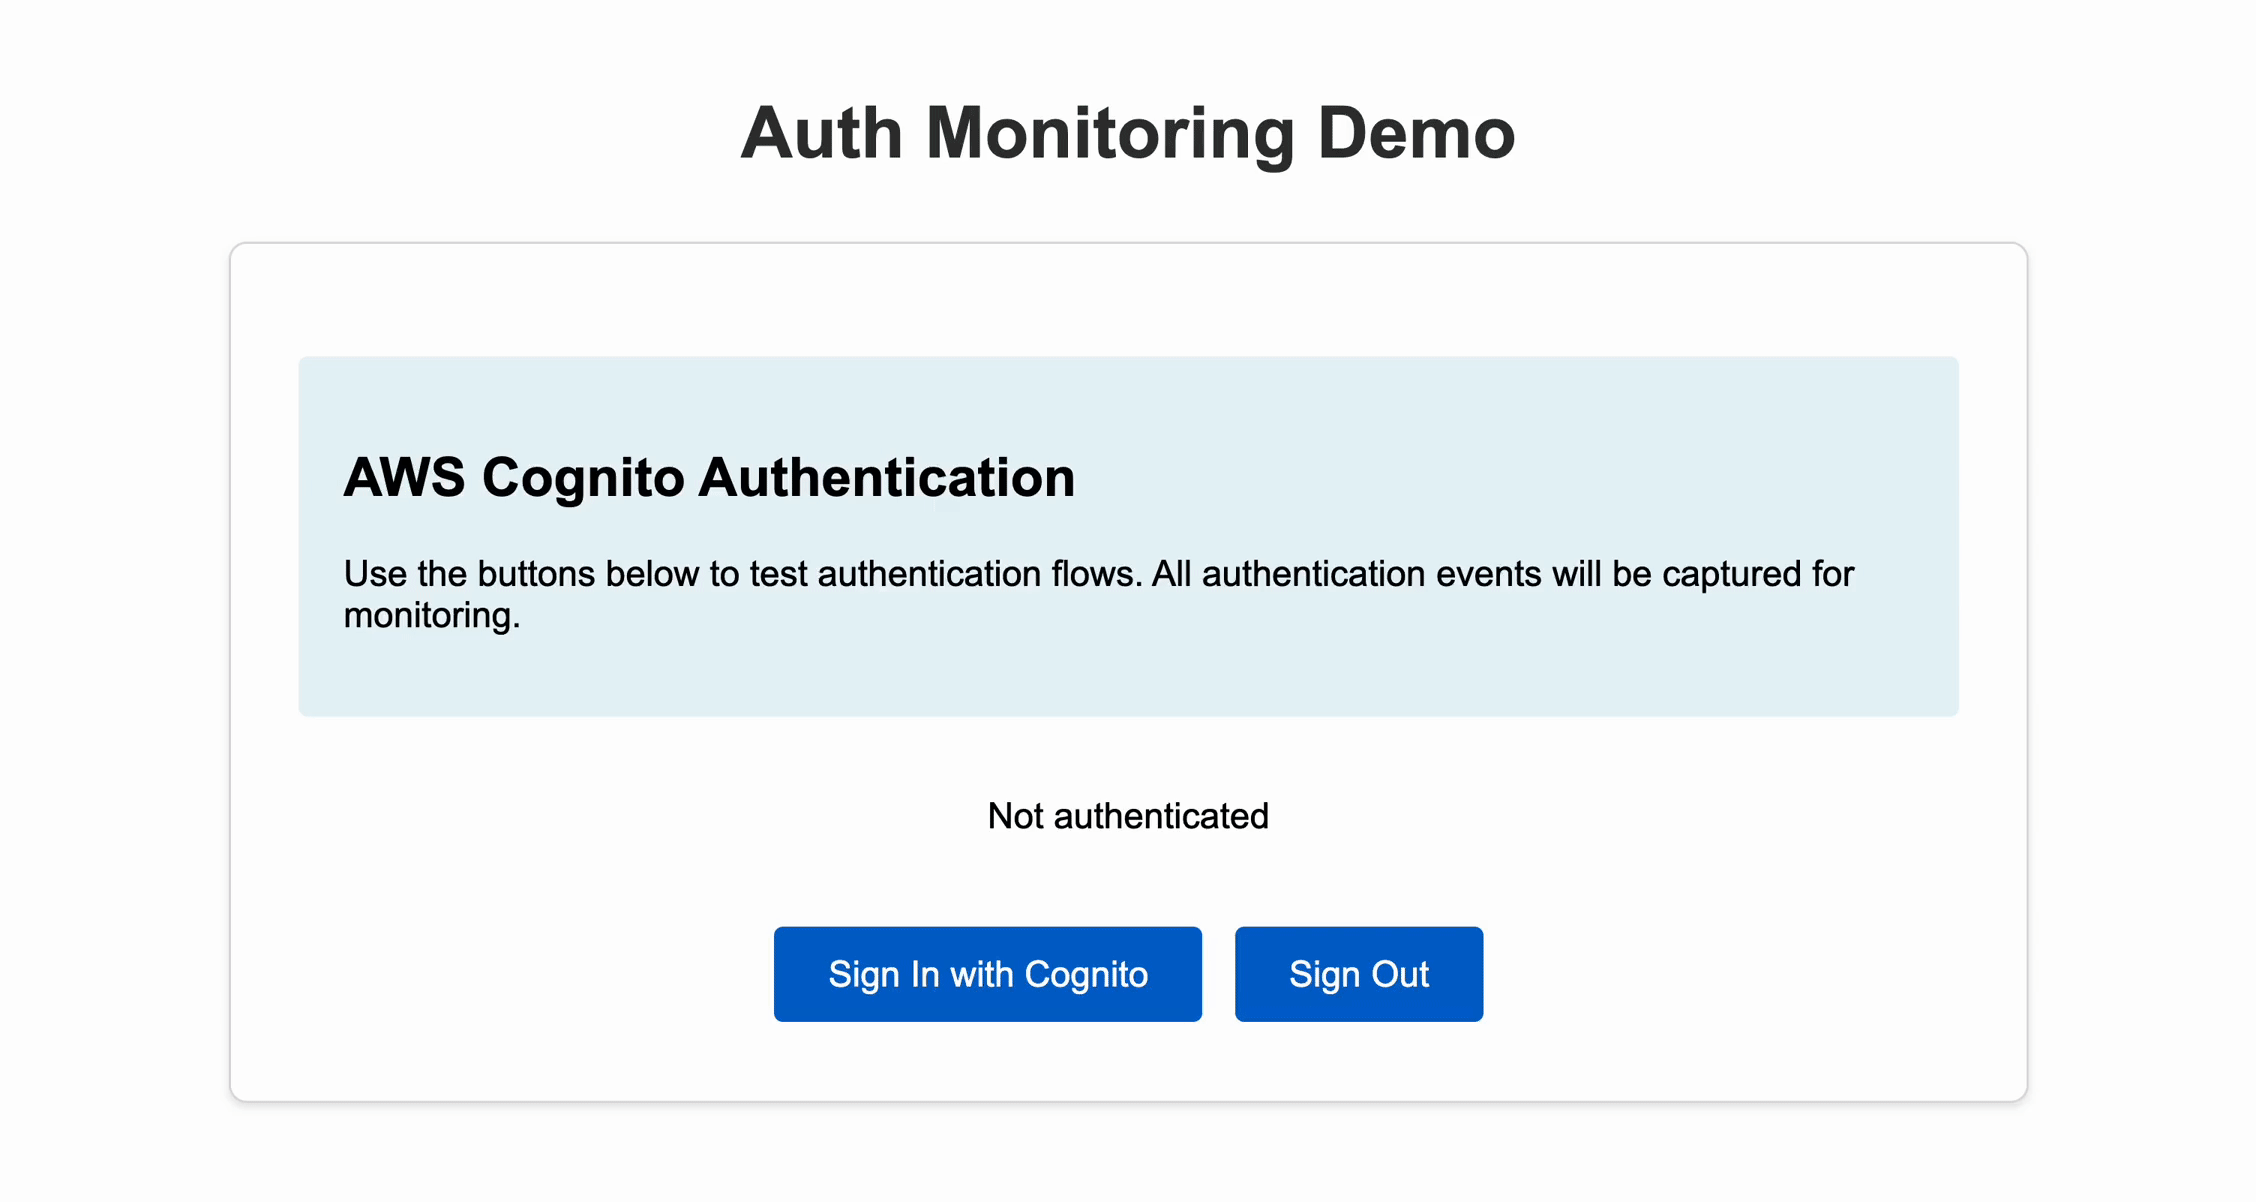 Auth Monitoring Demo
AWS Cognito Authentication
Use the buttons below to test authentication flows. All authentication events will be captured for
monitoring.
Not authenticated
Sign In with Cognito
Sign Out